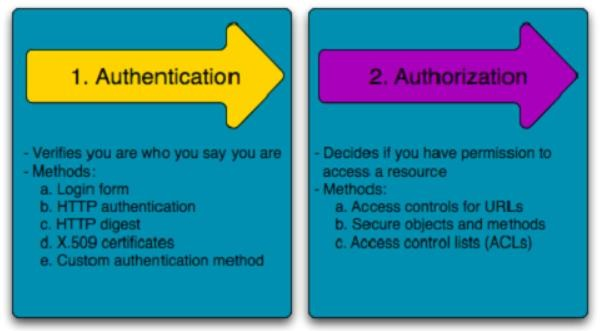 1. Authentication
- Verifies you are who you say you are
- Methods:
a. Login form
b. HTTP authentication
c. HTTP digest
d. X.509 certificates
e. Custom authentication method
2. Authorization
- Decides if you have permission to
access a resource
- Methods:
a. Access controls for URLs
b. Secure objects and methods
c. Access control lists (ACLs)